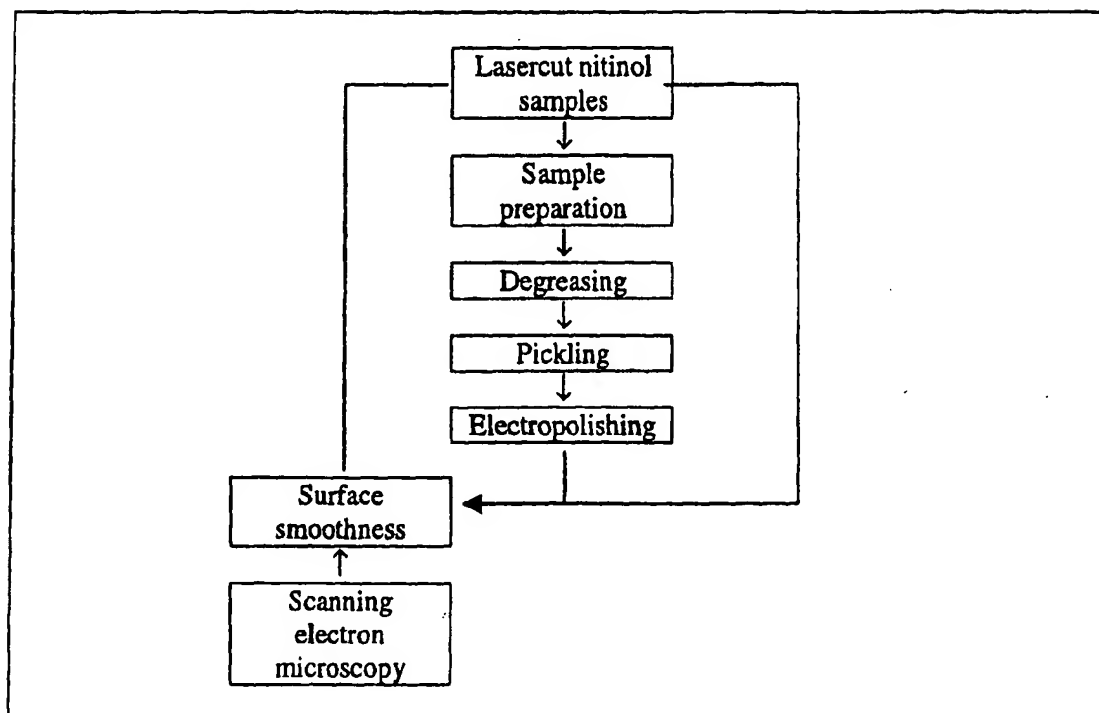 Lasercut nitinol
samples
Sample
preparation
Degreasing
Pickling
Electropolishing
Surface
smoothness
Scanning
electron
microscopy